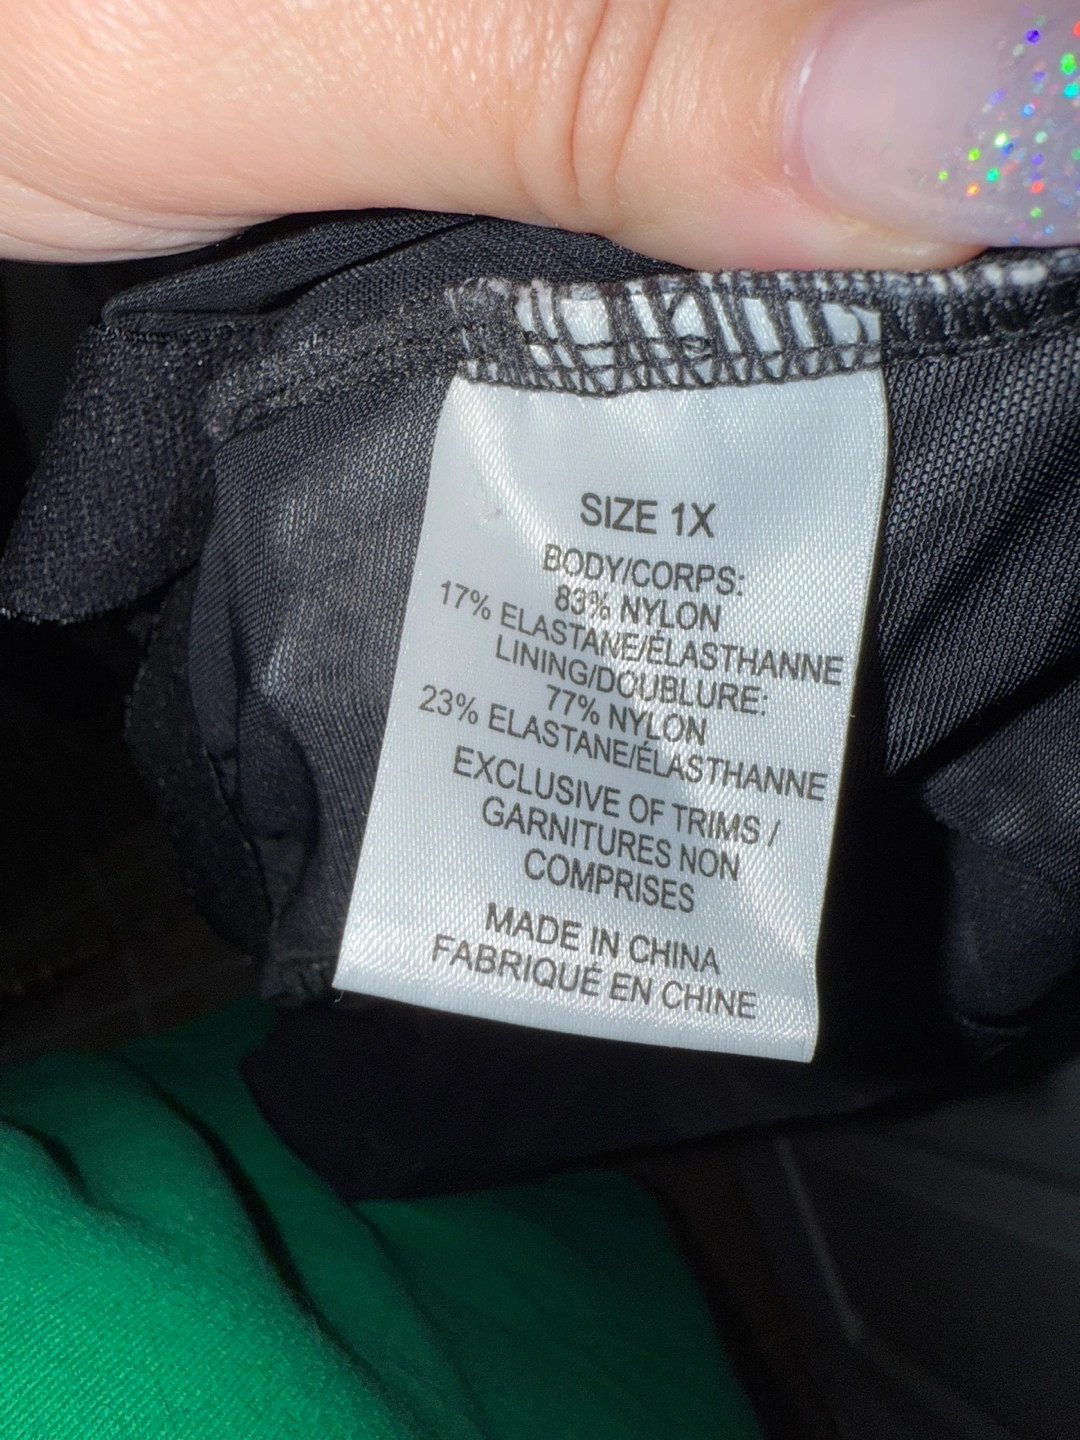 SIZE 1X
BODY/CORPS:
83% NYLON
17% ELASTANE/ÉLASTHANNE
LINING/DOUBLURE:
77% NYLON
23% ELASTANE/ÉLASTHANNE
EXCLUSIVE OF TRIMS /
GARNITURES NON
COMPRISES
MADE IN CHINA
FABRIQUÉ EN CHINE